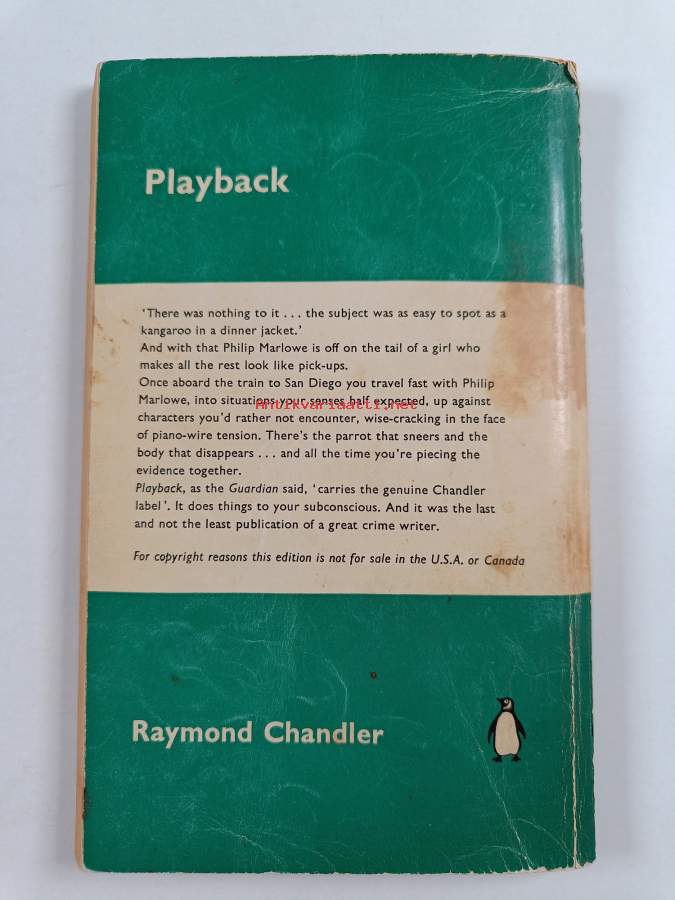 Playback
'There was nothing to it . . . the subject was as easy to spot as a
kangaroo in a dinner jacket.'
And with that Philip Marlowe is off on the tail of a girl who
makes all the rest look like pick-ups.
Once aboard the train to San Diego you travel fast with Philip
Marlowe, into situations your senses half expected, up against
Antikvariaatti.net
characters you'd rather not encounter, wise-cracking in the face
of piano-wire tension. There's the parrot that sneers and the
body that disappears . . . and all the time you're piecing the
evidence together.
Playback, as the Guardian said, 'carries the genuine Chandler
label'. It does things to your subconscious. And it was the last
and not the least publication of a great crime writer.
For copyright reasons this edition is not for sale in the U.S.A. or Canada
Raymond Chandler